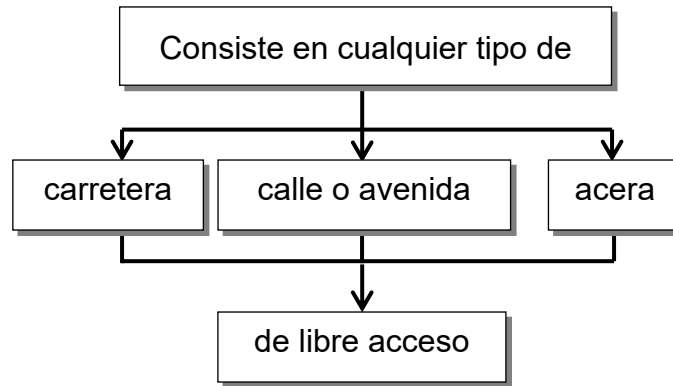 Consiste en cualquier tipo de
carretera
calle o avenida
acera
de libre acceso